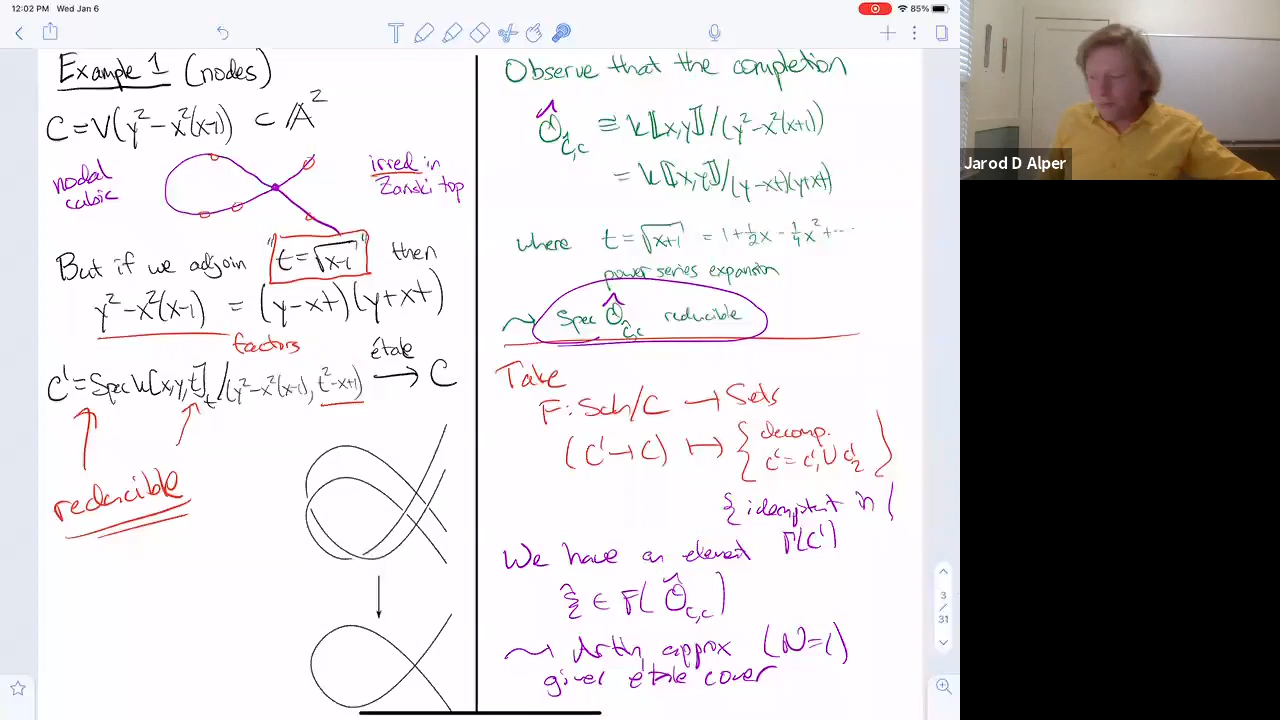 12:02 PM Wed Jan 6
85%
Example 1 (nodes)
C = V(y² - x²(x-1)) ⊂ A²
nodal cubic
irred in Zariski top
But if we adjoin "t = √x-1" then
y² - x²(x-1) = (y-xt)(y+xt)
factors
étale
C' = Spec k[x,y,t]_t/(y²-x²(x-1), t²-x+1) → C
reducible
Observe that the completion
Ô_{C,c} ≅ k[[x,y]]/(y²-x²(x+1))
= k[[x,y]]/(y-xt)(y+xt)
where t = √x+1 = 1 + ½x - ¼x² + ...
power series expansion
⇝ Spec Ô_{C,c} reducible
Take
F: Sch/C → Sets
(C' → C) ↦ { decomp. C' = C'₁ ∪ C'₂ }
{ idempotent in Γ(C') }
We have an element
ξ ∈ F(Ô_{C,c})
⇝ Artin approx (N=1)
gives étale cover
3
/
31
Jarod D Alper